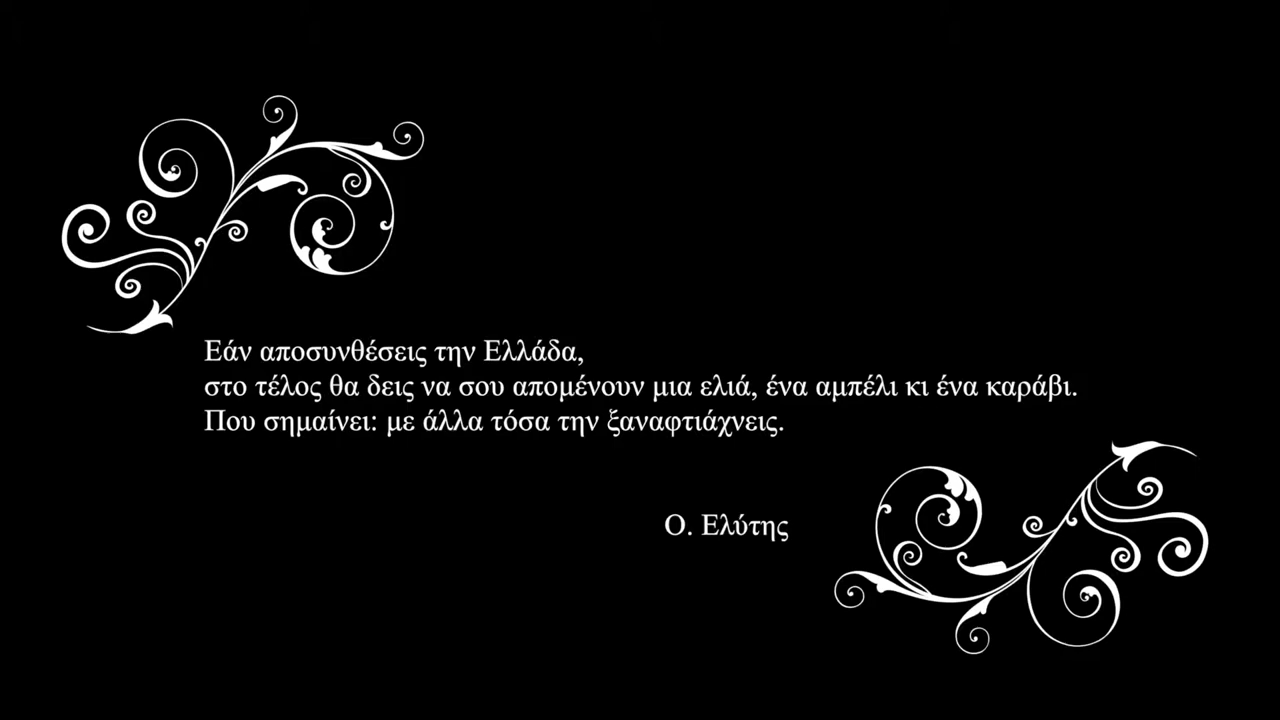 Εάν αποσυνθέσεις την Ελλάδα,
στο τέλος θα δεις να σου απομένουν μια ελιά, ένα αμπέλι κι ένα καράβι.
Που σημαίνει: με άλλα τόσα την ξαναφτιάχνεις.
Ο. Ελύτης